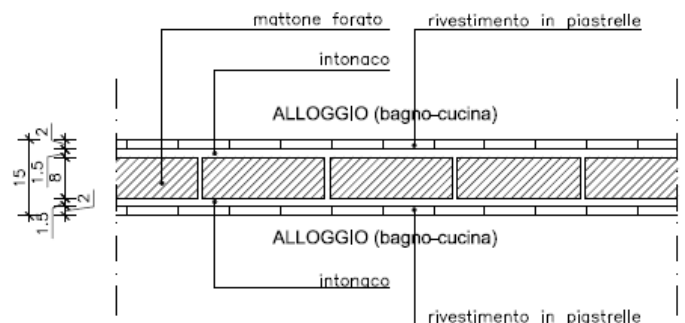 mattone forato
rivestimento in piastrelle
intonaco
ALLOGGIO (bagno-cucina)
2
1.5
15
8
2
1.5
ALLOGGIO (bagno-cucina)
intonaco
rivestimento in piastrelle